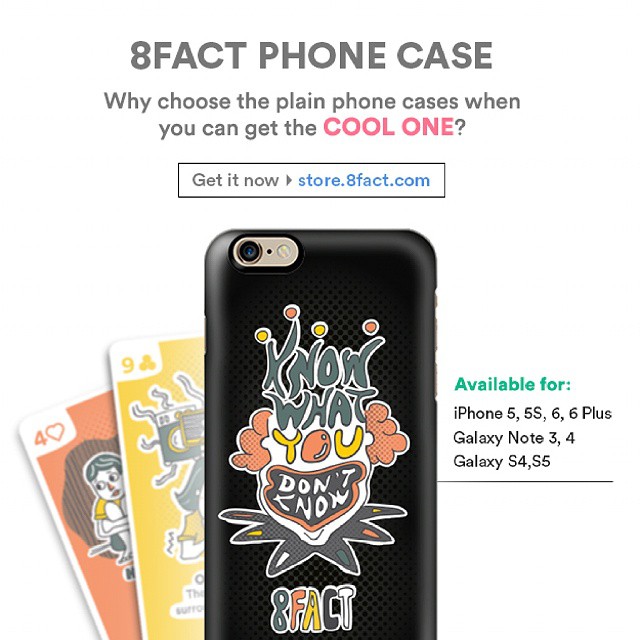 8FACT PHONE CASE
Why choose the plain phone cases when
you can get the COOL ONE?
Get it now ▸ store.8fact.com
KNOW
WHAT
YOU
DON'T
KNOW
8FACT
9
4
Available for:
iPhone 5, 5S, 6, 6 Plus
Galaxy Note 3, 4
Galaxy S4,S5